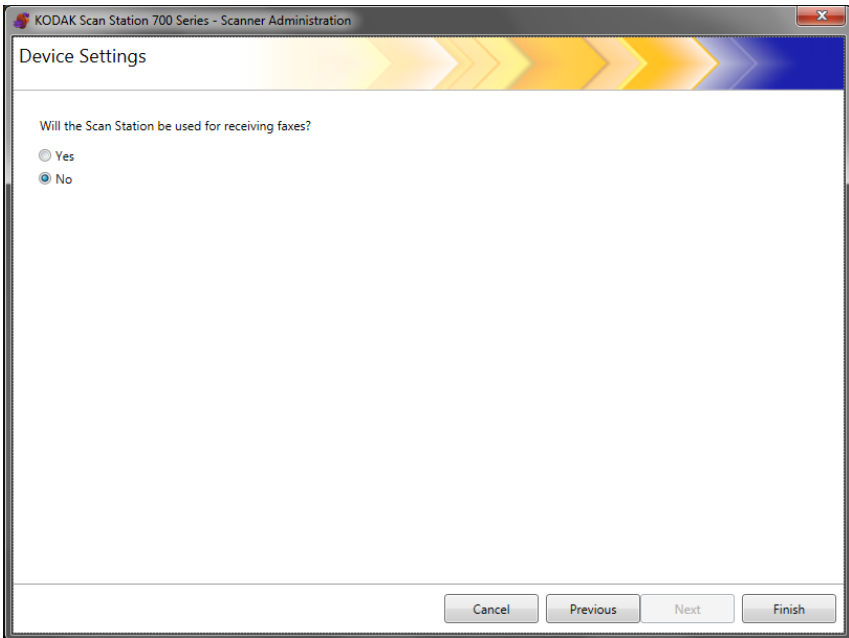 KODAK Scan Station 700 Series - Scanner Administration
Device Settings
Will the Scan Station be used for receiving faxes?
Yes
No
Cancel Previous Next Finish